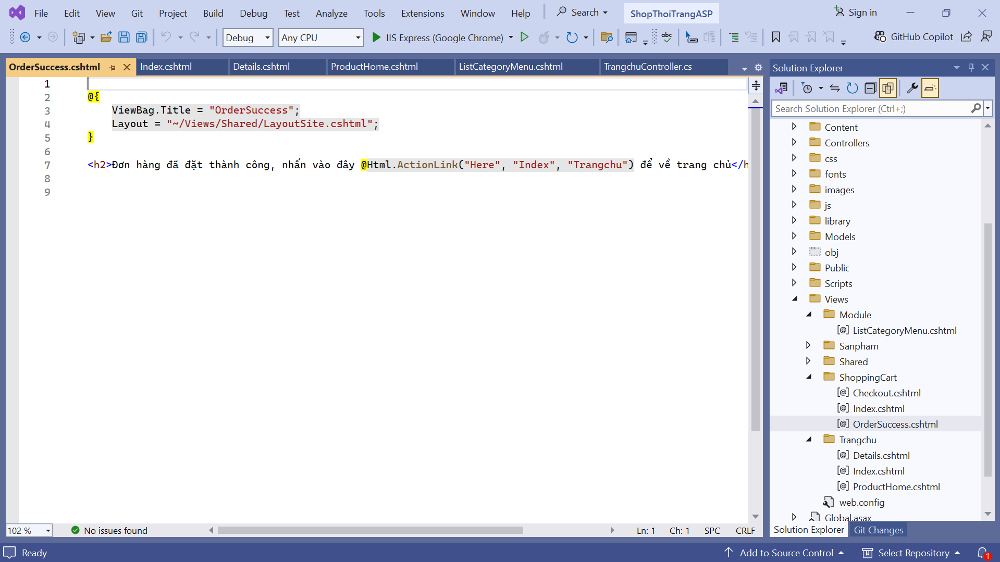 File Edit View Git Project Build Debug Test Analyze Tools Extensions Window Help Search ShopThoiTrangASP Sign in
Debug Any CPU IIS Express (Google Chrome) abc GitHub Copilot
OrderSuccess.cshtml Index.cshtml Details.cshtml ProductHome.cshtml ListCategoryMenu.cshtml TrangchuController.cs
1
2 @{
3 ViewBag.Title = "OrderSuccess";
4 Layout = "~/Views/Shared/LayoutSite.cshtml";
5 }
6
7 <h2>Đơn hàng đã đặt thành công, nhấn vào đây @Html.ActionLink("Here", "Index", "Trangchu") để về trang chủ</h
8
9
102 % No issues found Ln: 1 Ch: 1 SPC CRLF
Solution Explorer
Search Solution Explorer (Ctrl+;)
Content
Controllers
css
fonts
images
js
library
Models
obj
Public
Scripts
Views
Module
[@] ListCategoryMenu.cshtml
Sanpham
Shared
ShoppingCart
[@] Checkout.cshtml
[@] Index.cshtml
[@] OrderSuccess.cshtml
Trangchu
[@] Details.cshtml
[@] Index.cshtml
[@] ProductHome.cshtml
web.config
Global.asax
Solution Explorer Git Changes
Ready Add to Source Control Select Repository 1